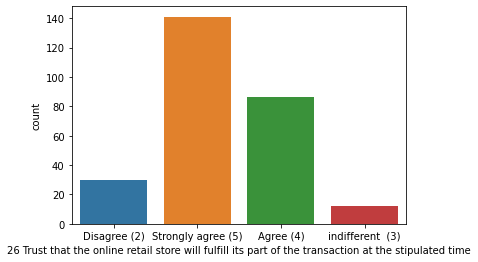 140
120
100
80
60
40
20
0
count
Disagree (2) Strongly agree (5) Agree (4) indifferent  (3)
26 Trust that the online retail store will fulfill its part of the transaction at the stipulated time